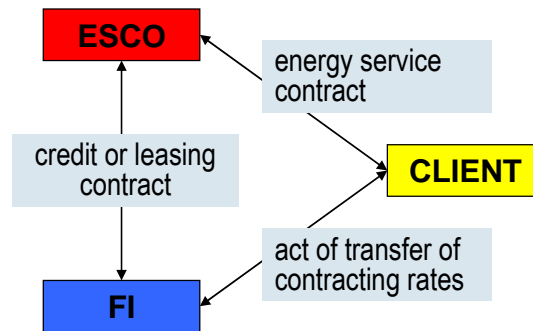 ESCO
energy service
contract
credit or leasing
contract
CLIENT
act of transfer of
contracting rates
FI